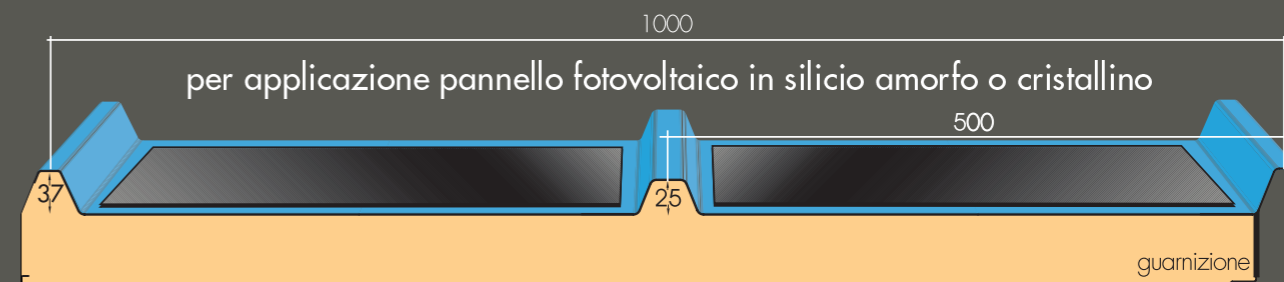 1000
per applicazione pannello fotovoltaico in silicio amorfo o cristallino
500
37
25
guarnizione